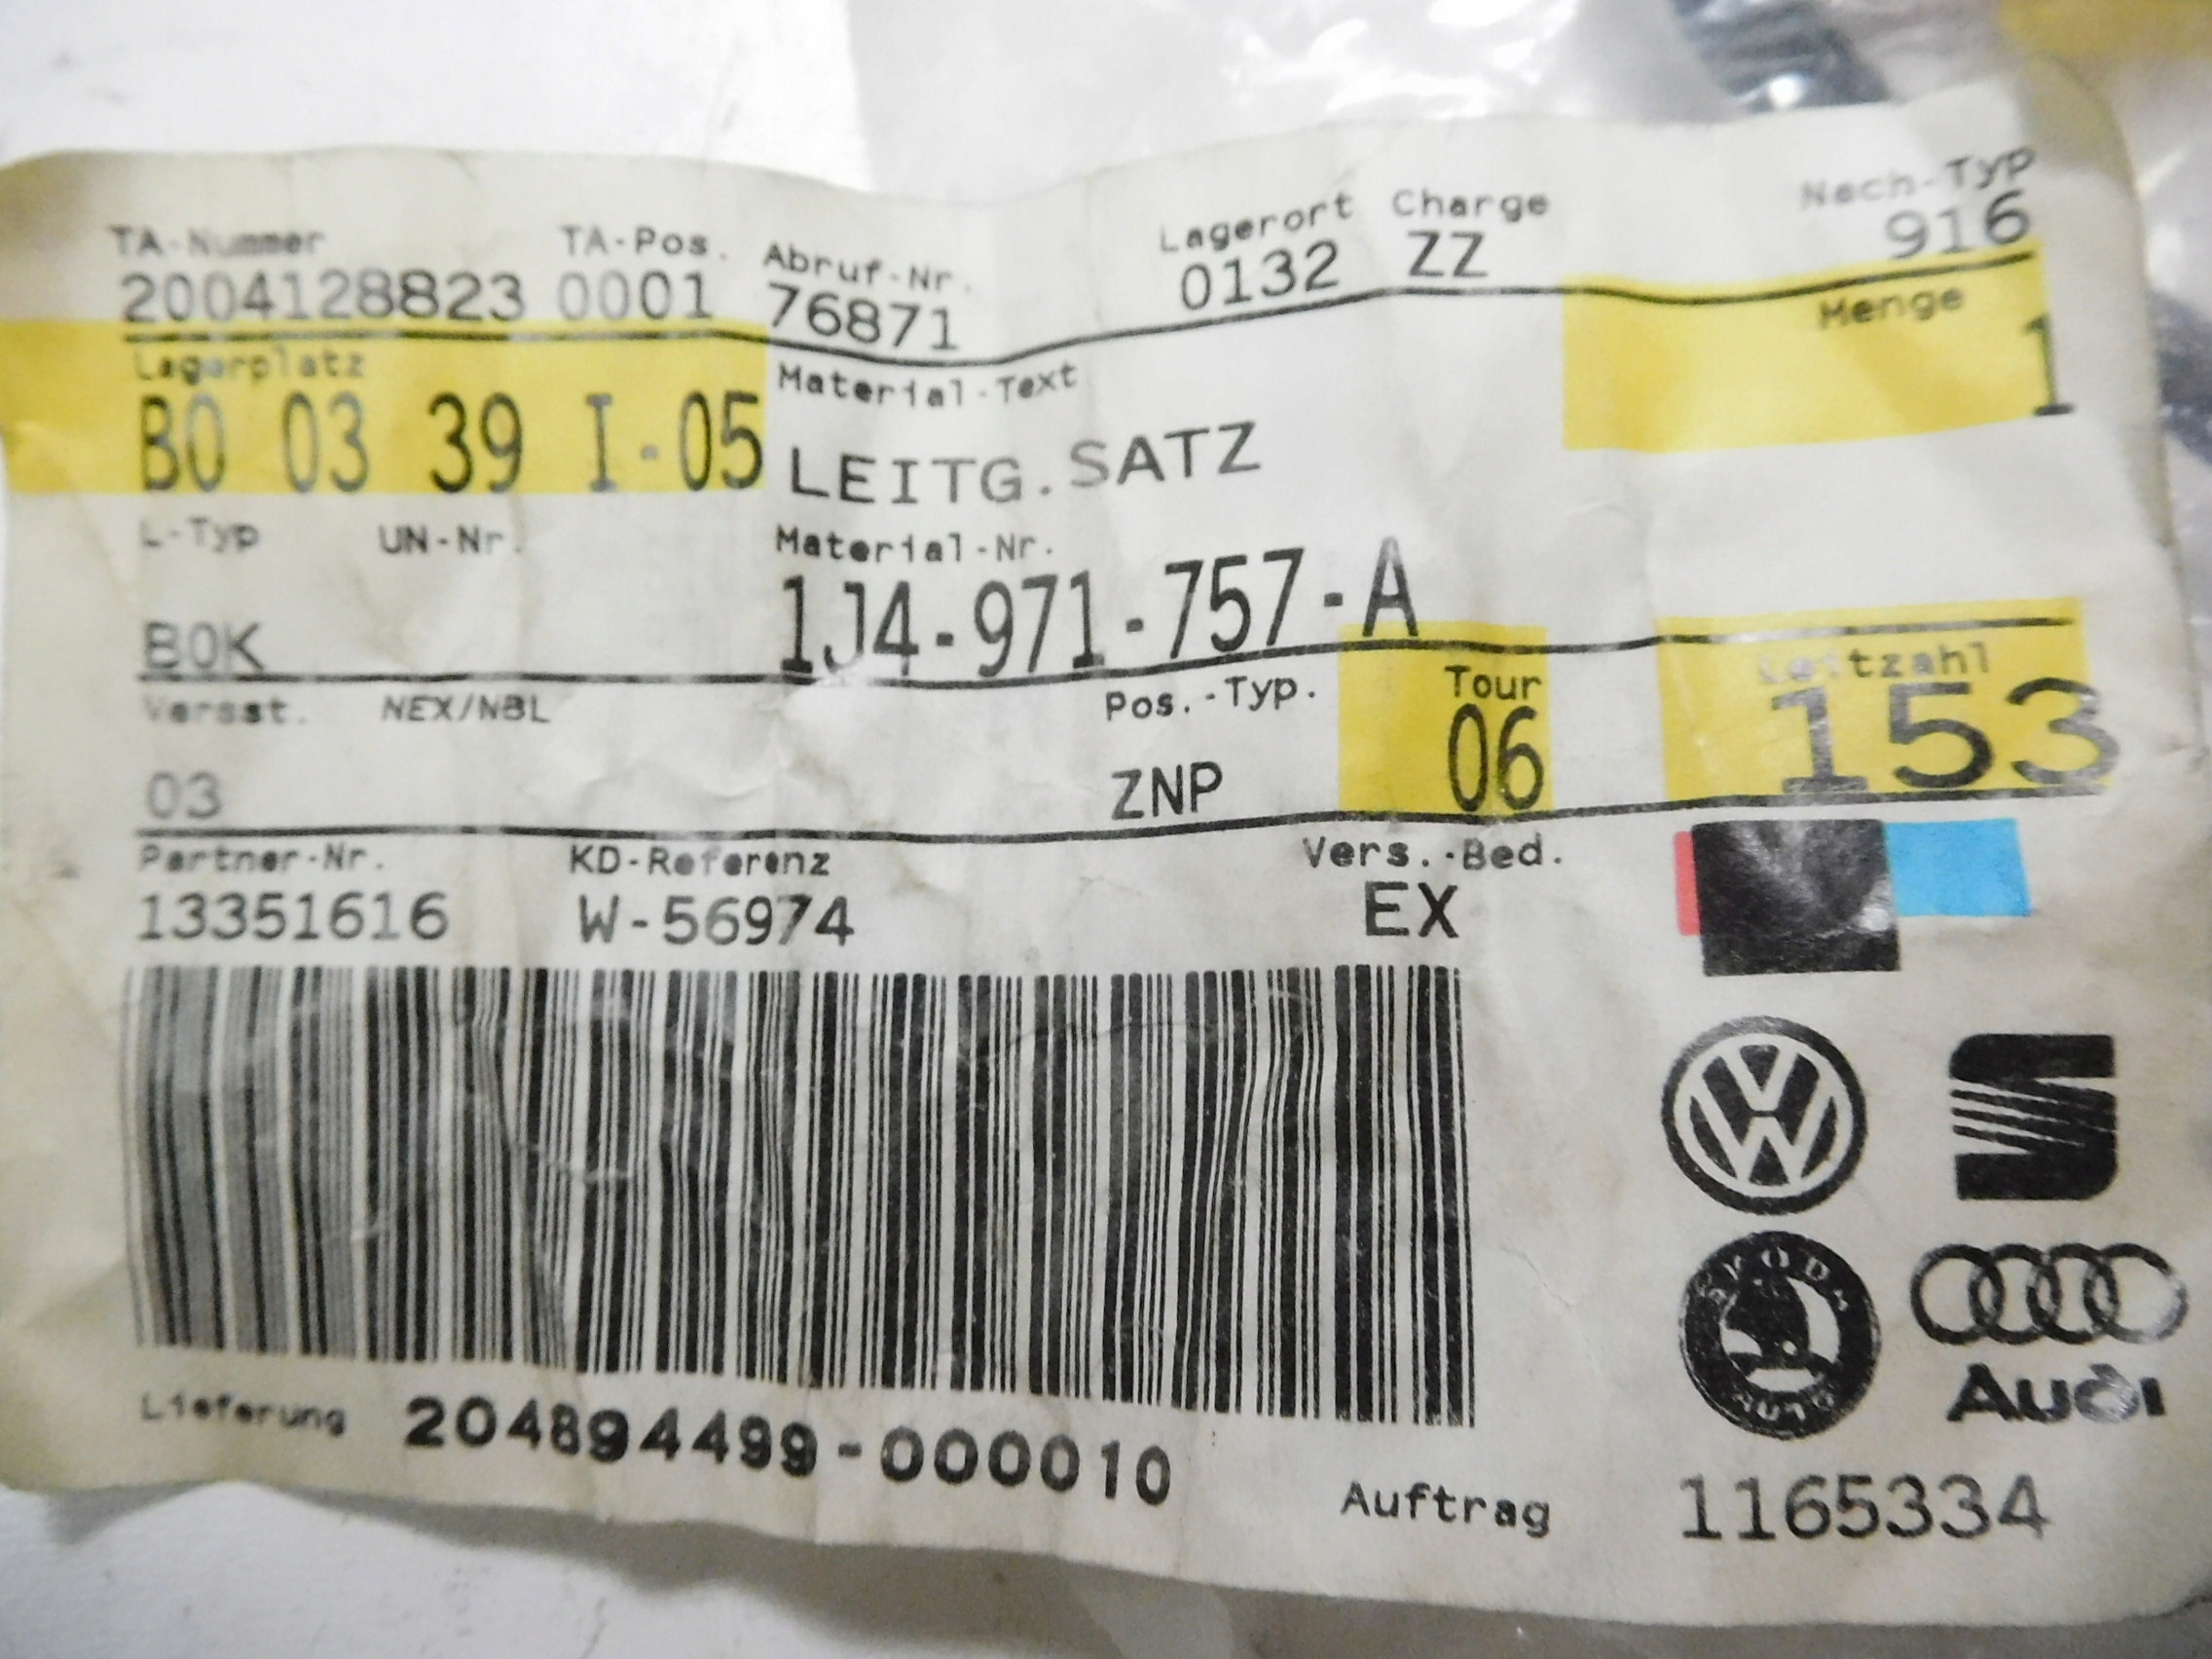 TA-Nummer TA-Pos. Abruf-Nr. Lagerort Charge Nach-Typ
2004128823 0001 76871 0132 ZZ 916
Lagerplatz Material-Text Menge
B0 03 39 I-05 LEITG.SATZ 1
L-Typ UN-Nr. Material-Nr.
B0K 1J4-971-757-A
Versst. NEX/NBL Pos.-Typ. Tour Leitzahl
03 ZNP 06 153
Partner-Nr. KD-Referenz Vers.-Bed.
13351616 W-56974 EX
SKODA
AUTO
Audi
Lieferung 204894499-000010
Auftrag 1165334